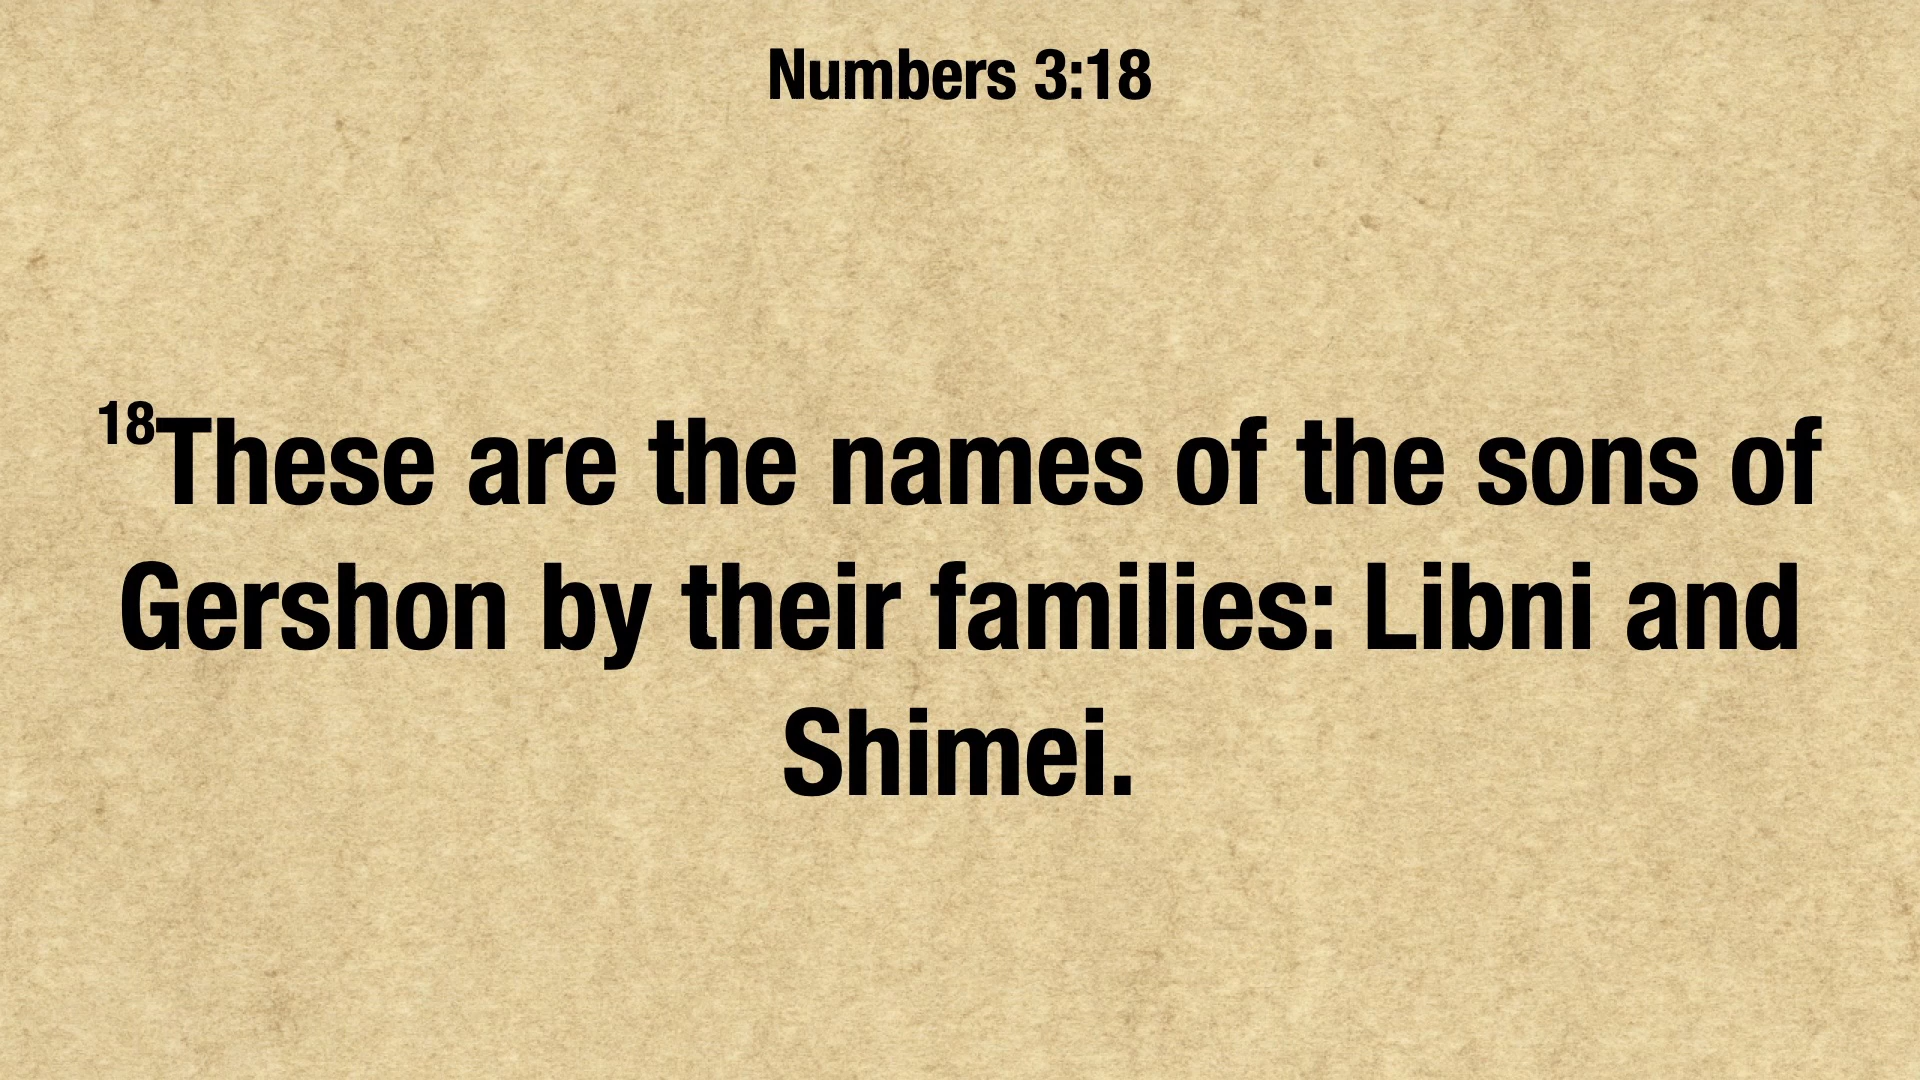 Numbers 3:18
18These are the names of the sons of
Gershon by their families: Libni and
Shimei.